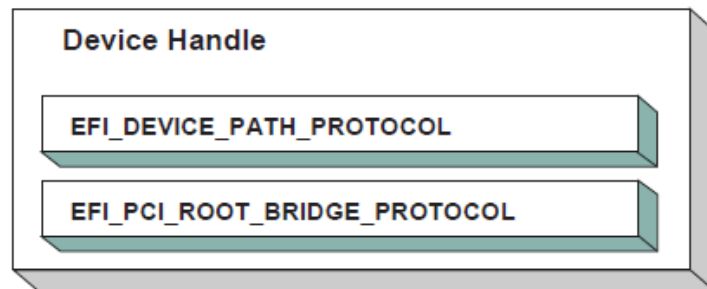 Device Handle
EFI_DEVICE_PATH_PROTOCOL
EFI_PCI_ROOT_BRIDGE_PROTOCOL